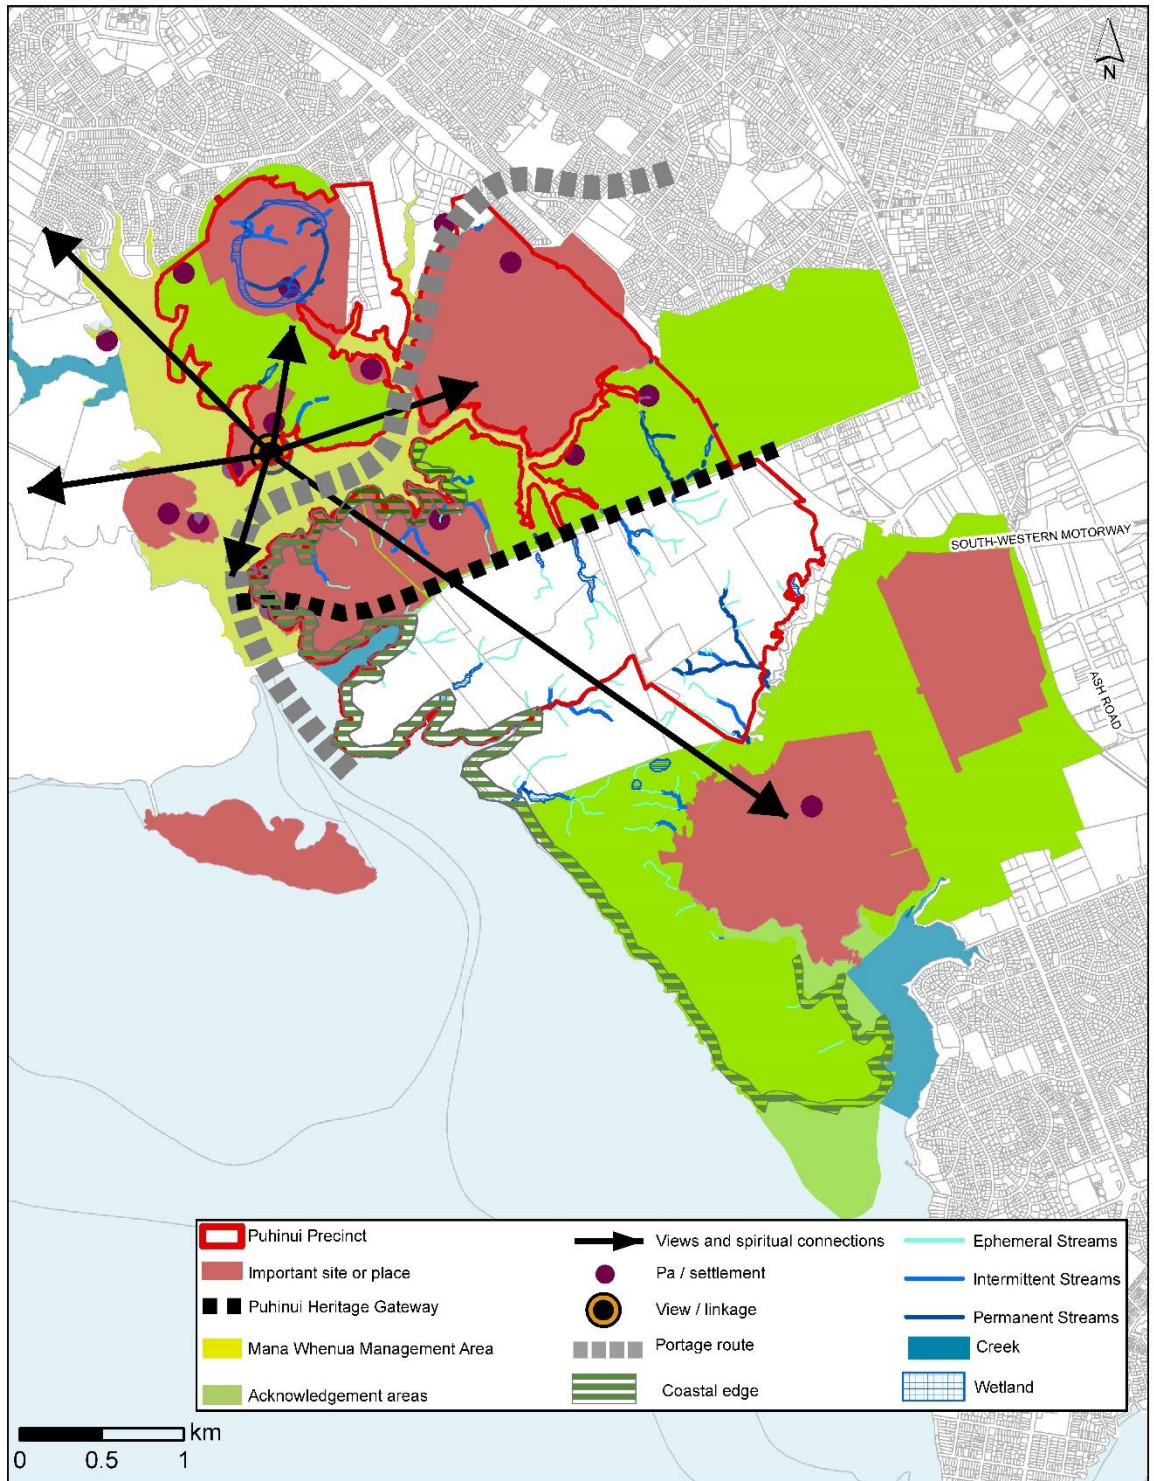 N
SOUTH-WESTERN MOTORWAY
ASH ROAD
Puhinui Precinct
Important site or place
Puhinui Heritage Gateway
Mana Whenua Management Area
Acknowledgement areas
Views and spiritual connections
Pa / settlement
View / linkage
Portage route
Coastal edge
Ephemeral Streams
Intermittent Streams
Permanent Streams
Creek
Wetland
km
0 0.5 1